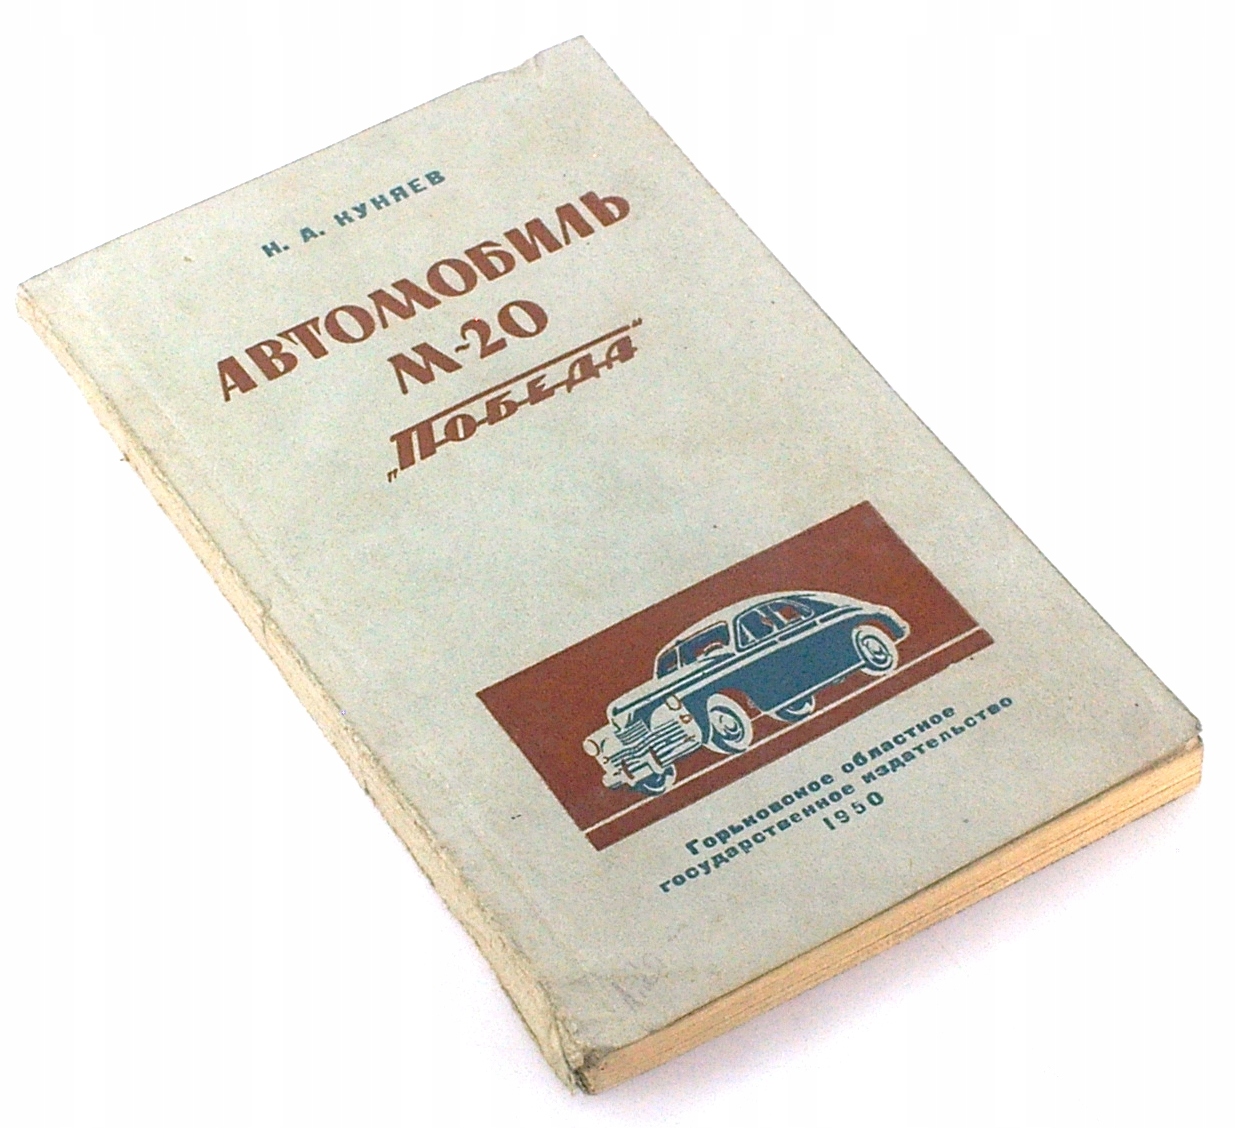 Н. А. КУНЯЕВ
АВТОМОБИЛЬ
М-20
„ПОБЕДА“
Горьковское областное
государственное издательство
1950